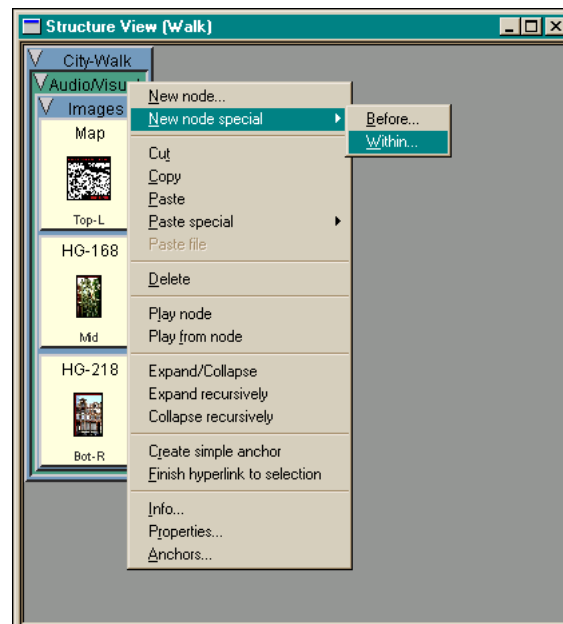 Structure View (Walk)
City-Walk
Audio/Visual
Images
Map
Top-L
HG-168
Mid
HG-218
Bot-R
New node...
New node special
Cut
Copy
Paste
Paste special
Paste file
Delete
Play node
Play from node
Expand/Collapse
Expand recursively
Collapse recursively
Create simple anchor
Finish hyperlink to selection
Info...
Properties...
Anchors...
Before...
Within...